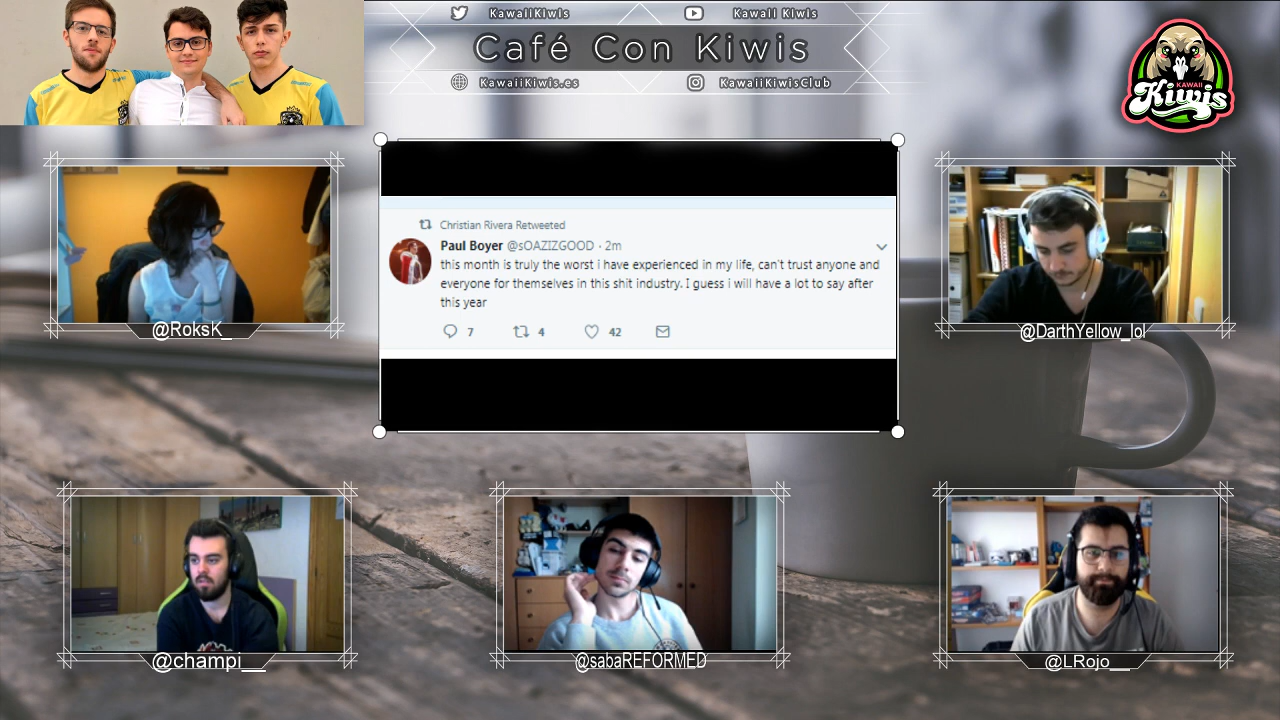 KawaiiKiwis
Kawaii Kiwis
Café Con Kiwis
KawaiiKiwis.es
KawaiiKiwisClub
KAWAII
Kiwis
Christian Rivera Retweeted
Paul Boyer @sOAZIZGOOD · 2m
this month is truly the worst i have experienced in my life, can't trust anyone and
everyone for themselves in this shit industry. I guess i will have a lot to say after
this year
7 4 42
@RoksK_
@DarthYellow_lol
@champi__
@sabaREFORMED
@LRojo__